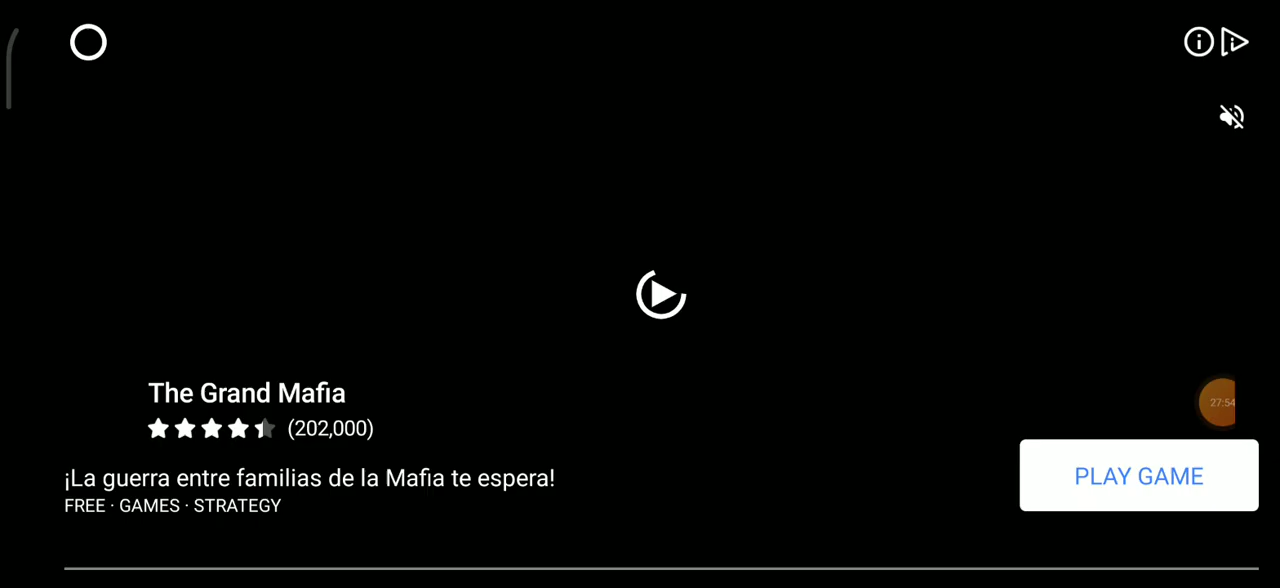 The Grand Mafia
(202,000)
27:54
¡La guerra entre familias de la Mafia te espera!
PLAY GAME
FREE · GAMES · STRATEGY